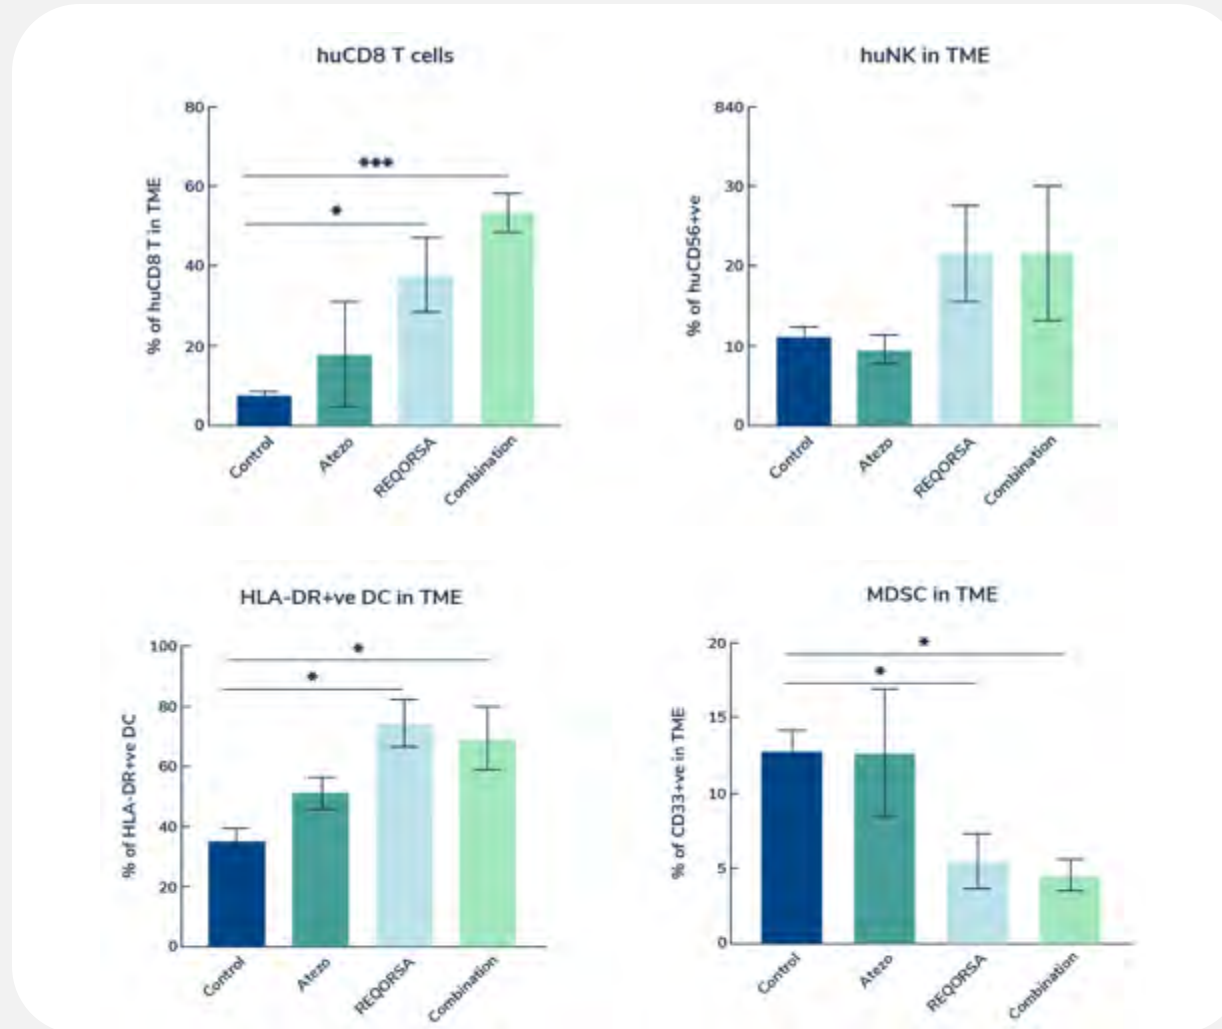 huCD8 T cells
% of huCD8 T in TME
80
60
40
20
0
***
*
Control
Atezo
REQORSA
Combination
huNK in TME
% of huCD56+ve
840
30
20
10
0
Control
Atezo
REQORSA
Combination
HLA-DR+ve DC in TME
% of HLA-DR+ve DC
100
80
60
40
20
0
*
*
Control
Atezo
REQORSA
Combination
MDSC in TME
% of CD33+ve in TME
20
15
10
5
0
*
*
Control
Atezo
REQORSA
Combination